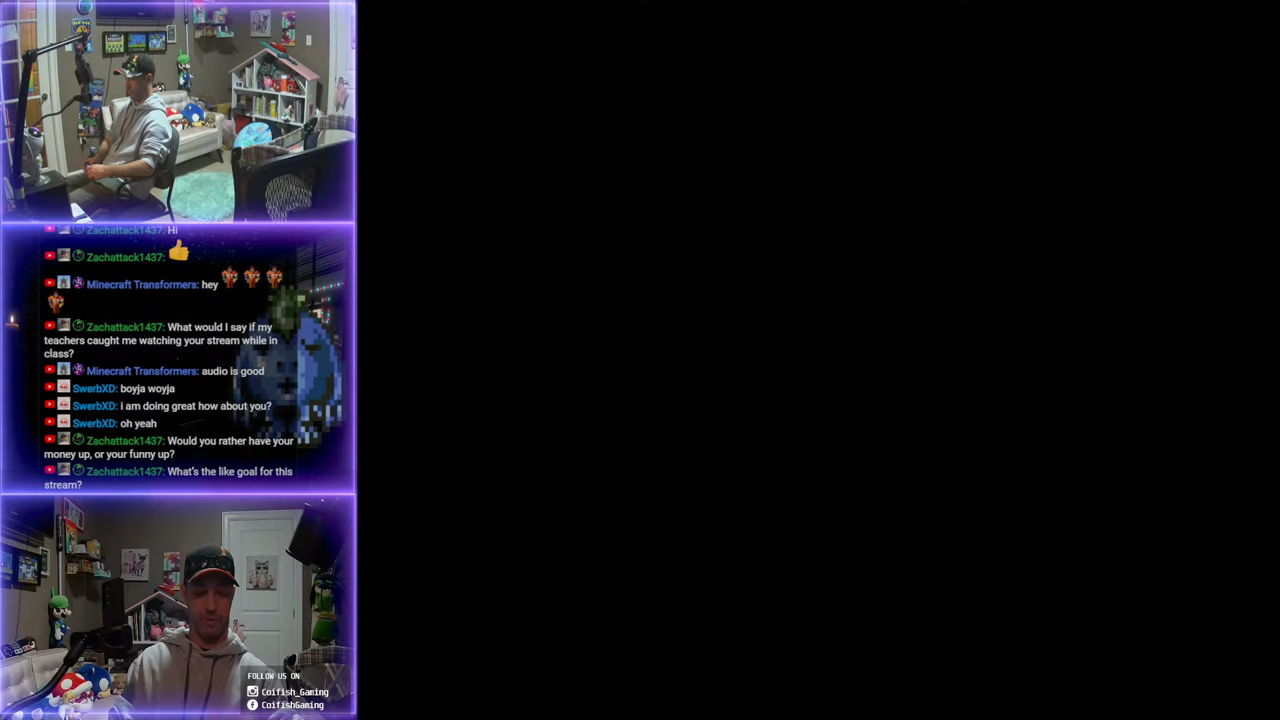 Zachattack1437: Hi
Zachattack1437:
Minecraft Transformers: hey
Zachattack1437: What would I say if my
teachers caught me watching your stream while in
class?
Minecraft Transformers: audio is good
SwerbXD: boyja woyja
SwerbXD: i am doing great how about you?
SwerbXD: oh yeah
Zachattack1437: Would you rather have your
money up, or your funny up?
Zachattack1437: What's the like goal for this
stream?
FOLLOW US ON
Coifish_Gaming
CoifishGaming